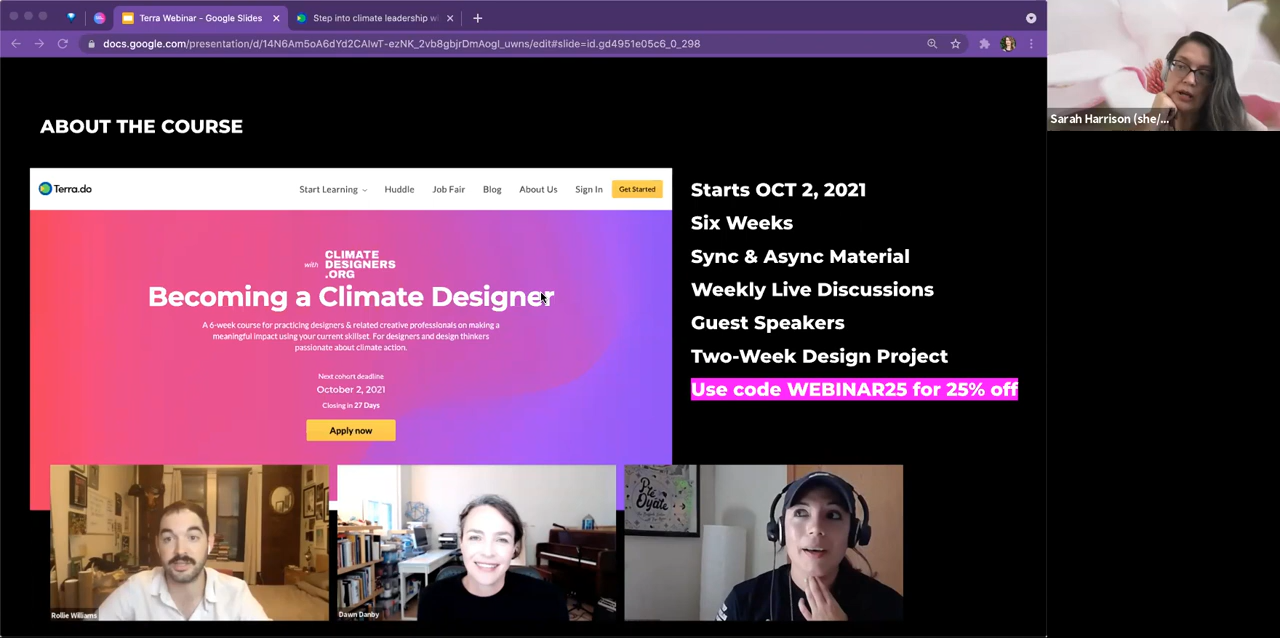 Terra Webinar - Google Slides
Step into climate leadership wi
docs.google.com/presentation/d/14N6Am5oA6dYd2CAlwT-ezNK_2vb8gbjrDmAogI_uwns/edit#slide=id.gd4951e05c6_0_298
Sarah Harrison (she/...
ABOUT THE COURSE
Terra.do
Start Learning
Huddle
Job Fair
Blog
About Us
Sign In
Get Started
with
CLIMATE
DESIGNERS
.ORG
Becoming a Climate Designer
A 6-week course for practicing designers & related creative professionals on making a
meaningful impact using your current skillset. For designers and design thinkers
passionate about climate action.
Next cohort deadline
October 2, 2021
Closing in 27 Days
Apply now
Starts OCT 2, 2021
Six Weeks
Sync & Async Material
Weekly Live Discussions
Guest Speakers
Two-Week Design Project
Use code WEBINAR25 for 25% off
Rollie Williams
Dawn Danby
Pté
Oyate